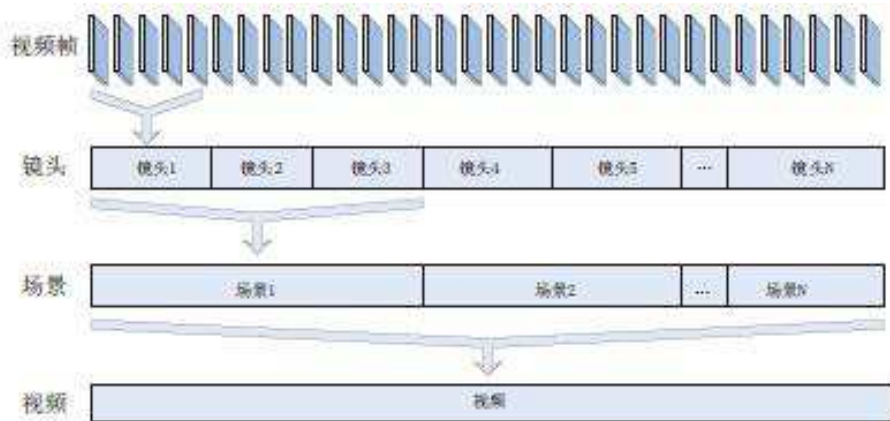 视频帧
镜头 镜头1 镜头2 镜头3 镜头4 镜头5 ... 镜头N
场景 场景1 场景2 ... 场景N
视频 视频